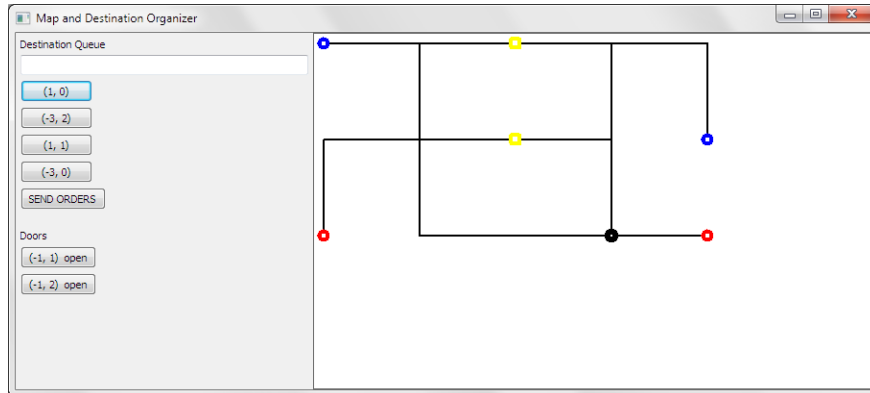 Map and Destination Organizer
Destination Queue
(1, 0)
(-3, 2)
(1, 1)
(-3, 0)
SEND ORDERS
Doors
(-1, 1) open
(-1, 2) open